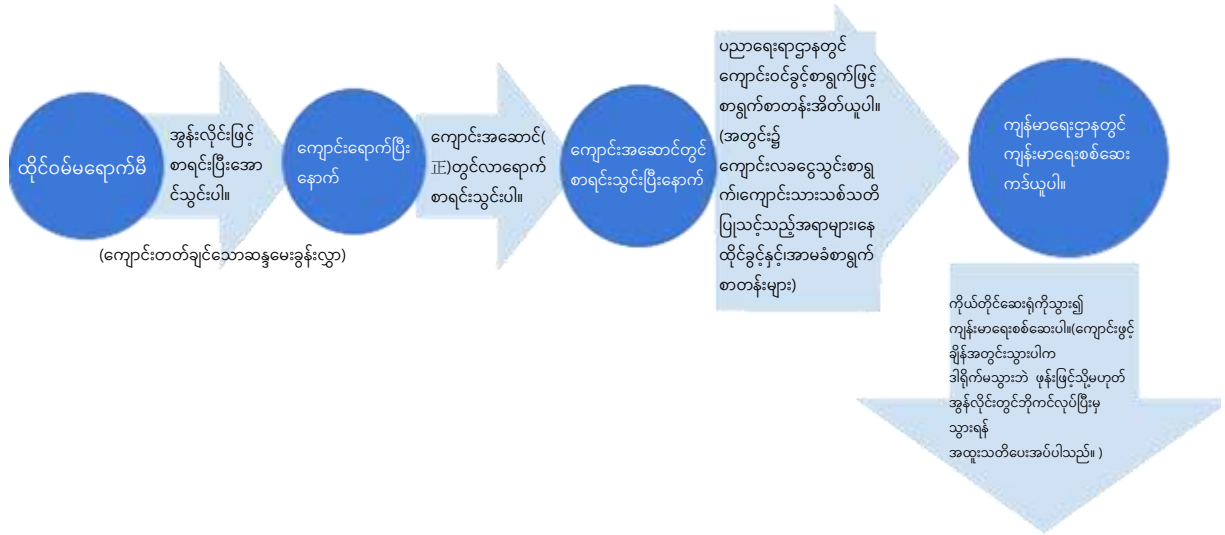 ထိုင်ဝမ်မရောက်မီ
အွန်းလိုင်းဖြင့်
စာရင်းပြီးအော
င်သွင်းပါ။
(ကျောင်းတတ်ချင်သောဆန္ဒမေးခွန်းလွှာ)
ကျောင်းရောက်ပြီး
နောက်
ကျောင်းအဆောင်(
正)တွင်လာရောက်
စာရင်းသွင်းပါ။
ကျောင်းအဆောင်တွင်
စာရင်းသွင်းပြီးနောက်
ပညာရေးရာဌာနတွင်
ကျောင်းဝင်ခွင့်စာရွက်ဖြင့်
စာရွက်စာတန်းအိတ်ယူပါ။
(အတွင်း၌
ကျောင်းလခငွေသွင်းစာရွ
က်၊ကျောင်းသားသစ်သတိ
ပြုသင့်သည့်အရာများ၊နေ
ထိုင်ခွင့်နှင့်၊အာမခံစာရွက်
စာတန်းများ)
ကျန်မာရေးဌာနတွင်
ကျန်မာရေးစစ်ဆေး
ကဒ်ယူပါ။
ကိုယ်တိုင်ဆေးရုံကိုသွား၍
ကျန်းမာရေးစစ်ဆေးပါ။(ကျောင်းဖွင့်
ချိန်အတွင်းသွားပါက
ဒါရိုက်မသွားဘဲ ဖုန်းဖြင့်သို့မဟုတ်
အွန်လိုင်းတွင်ဘိုကင်လုပ်ပြီးမှ
သွားရန်
အထူးသတိပေးအပ်ပါသည်။ )